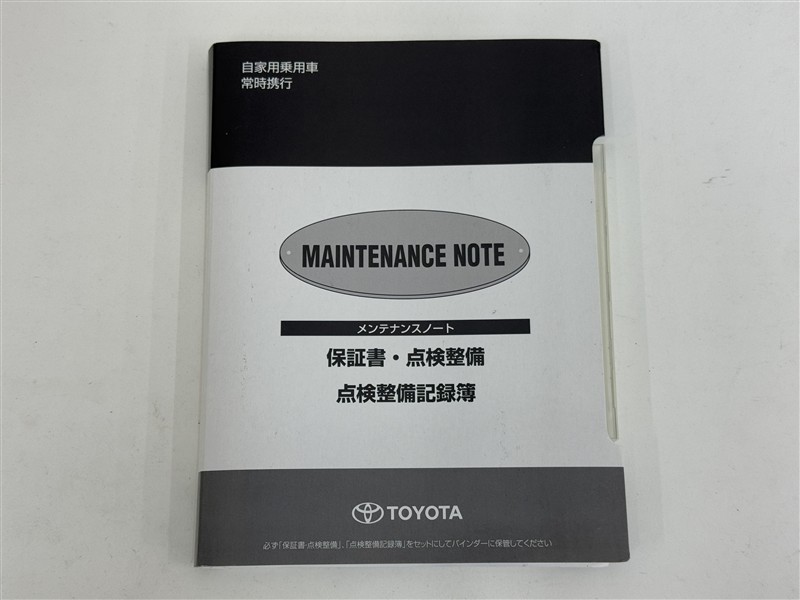 自家用乗用車
常時携行
MAINTENANCE NOTE
メンテナンスノート
保証書・点検整備
点検整備記録簿
TOYOTA
必ず「保証書・点検整備」、「点検整備記録簿」をセットにしてバインダーに保管してください